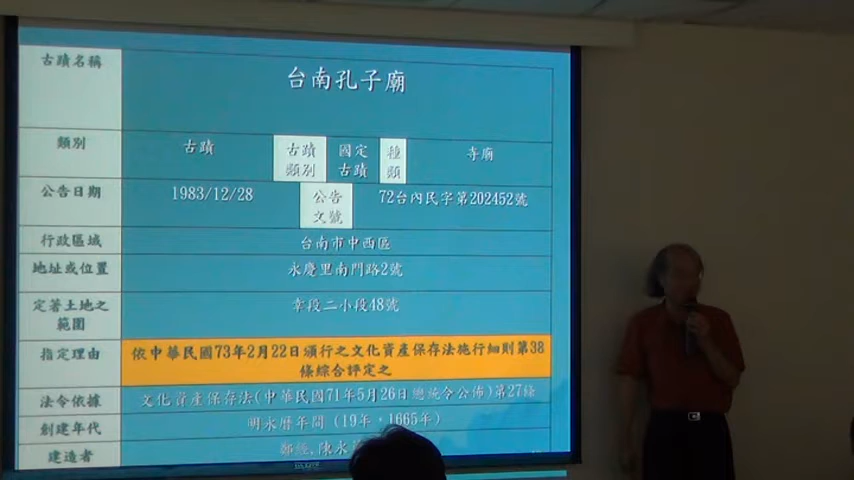 古蹟名稱 台南孔子廟
類別 古蹟 古蹟類別 國定古蹟 種類 寺廟
公告日期 1983/12/28 公告文號 72台內民字第202452號
行政區域 台南市中西區
地址或位置 永慶里南門路2號
定著土地之範圍 幸段二小段48號
指定理由 依中華民國73年2月22日頒行之文化資產保存法施行細則第38
條綜合評定之
法令依據 文化資產保存法(中華民國71年5月26日總統令公佈)第27條
創建年代 明永曆年間 (19年，1665年)
建造者 鄭經,陳永